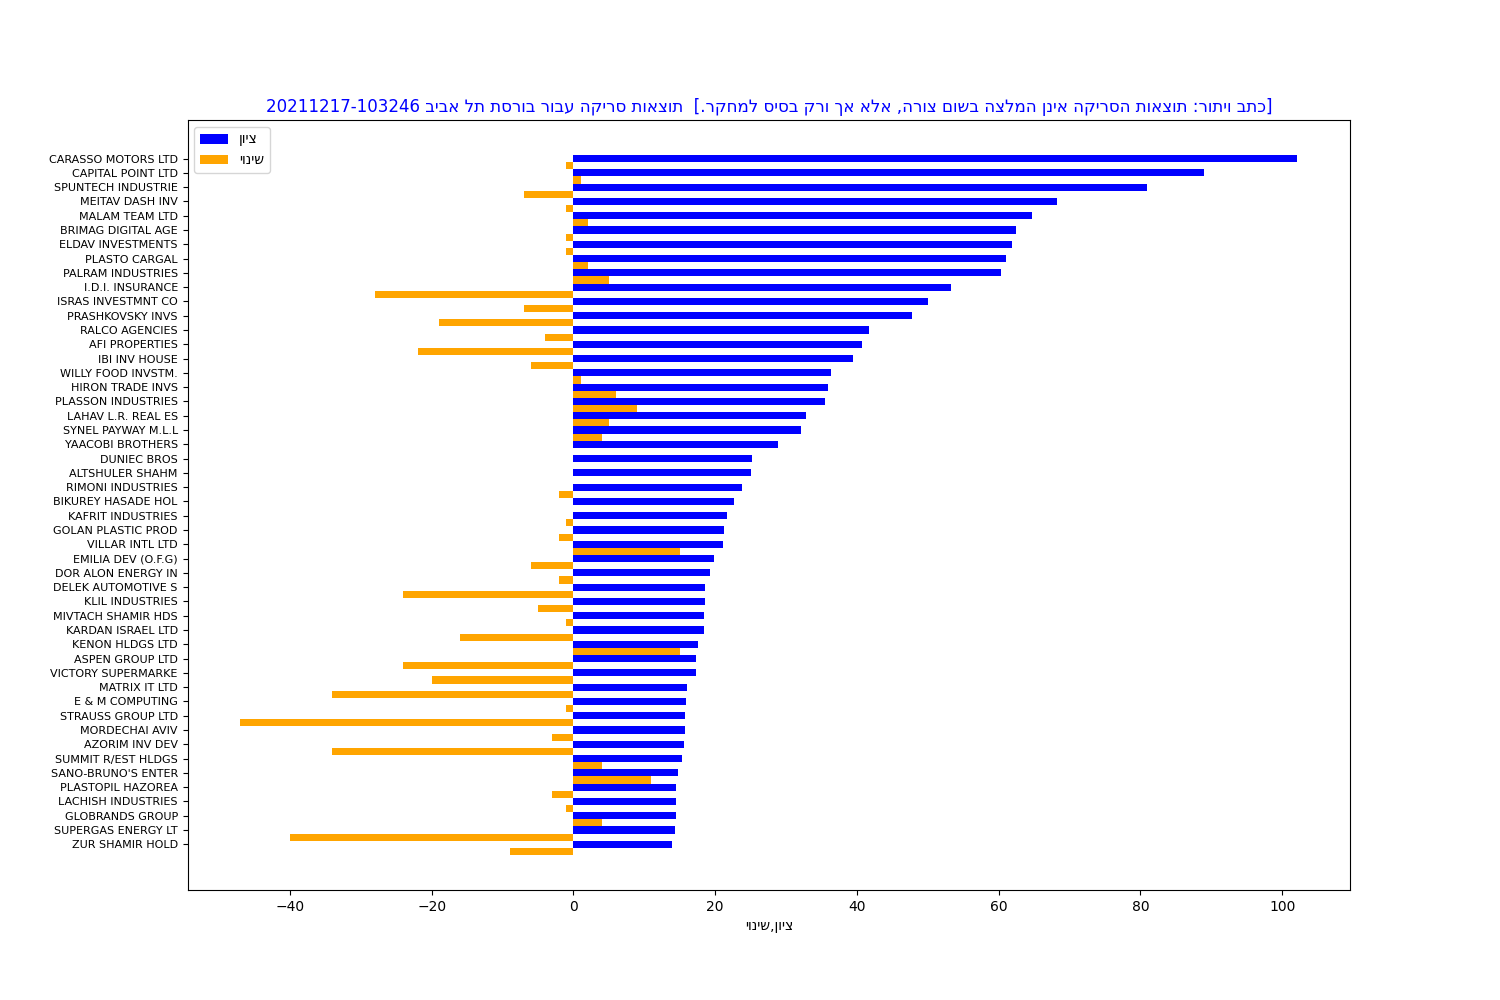 תוצאות סריקה עבור בורסת תל אביב 20211217-103246 [כתב ויתור: תוצאות הסריקה אינן המלצה בשום צורה, אלא אך ורק בסיס למחקר.]
ציון
שינוי
CARASSO MOTORS LTD
CAPITAL POINT LTD
SPUNTECH INDUSTRIE
MEITAV DASH INV
MALAM TEAM LTD
BRIMAG DIGITAL AGE
ELDAV INVESTMENTS
PLASTO CARGAL
PALRAM INDUSTRIES
I.D.I. INSURANCE
ISRAS INVESTMNT CO
PRASHKOVSKY INVS
RALCO AGENCIES
AFI PROPERTIES
IBI INV HOUSE
WILLY FOOD INVSTM.
HIRON TRADE INVS
PLASSON INDUSTRIES
LAHAV L.R. REAL ES
SYNEL PAYWAY M.L.L
YAACOBI BROTHERS
DUNIEC BROS
ALTSHULER SHAHM
RIMONI INDUSTRIES
BIKUREY HASADE HOL
KAFRIT INDUSTRIES
GOLAN PLASTIC PROD
VILLAR INTL LTD
EMILIA DEV (O.F.G)
DOR ALON ENERGY IN
DELEK AUTOMOTIVE S
KLIL INDUSTRIES
MIVTACH SHAMIR HDS
KARDAN ISRAEL LTD
KENON HLDGS LTD
ASPEN GROUP LTD
VICTORY SUPERMARKE
MATRIX IT LTD
E & M COMPUTING
STRAUSS GROUP LTD
MORDECHAI AVIV
AZORIM INV DEV
SUMMIT R/EST HLDGS
SANO-BRUNO'S ENTER
PLASTOPIL HAZOREA
LACHISH INDUSTRIES
GLOBRANDS GROUP
SUPERGAS ENERGY LT
ZUR SHAMIR HOLD
−40 −20 0 20 40 60 80 100
ציון,שינוי